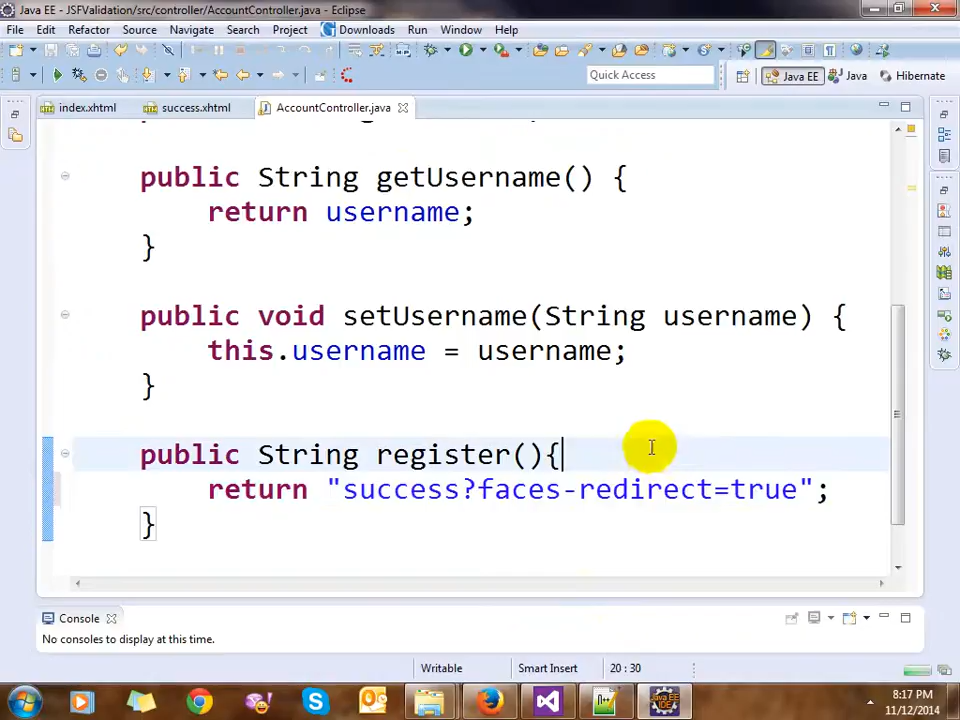 Java EE - JSFValidation/src/controller/AccountController.java - Eclipse
File Edit Refactor Source Navigate Search Project Downloads Run Window Help
Quick Access
Java EE Java Hibernate
index.xhtml success.xhtml AccountController.java
public String getUsername() {
return username;
}
public void setUsername(String username) {
this.username = username;
}
public String register(){
return "success?faces-redirect=true";
}
Console
No consoles to display at this time.
Writable Smart Insert 20 : 30
8:17 PM
11/12/2014